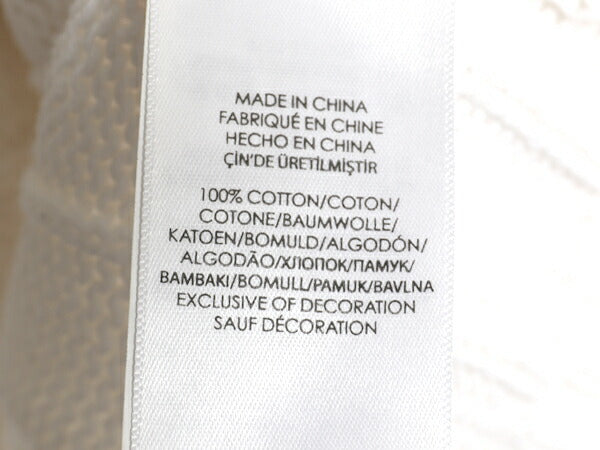 MADE IN CHINA
FABRIQUÉ EN CHINE
HECHO EN CHINA
ÇİN'DE ÜRETİLMİŞTİR
100% COTTON/COTON/
COTONE/BAUMWOLLE/
KATOEN/BOMULD/ALGODÓN/
ALGODÃO/ХЛОПОК/ПАМУК/
BAMBAKI/BOMULL/PAMUK/BAVLNA
EXCLUSIVE OF DECORATION
SAUF DÉCORATION